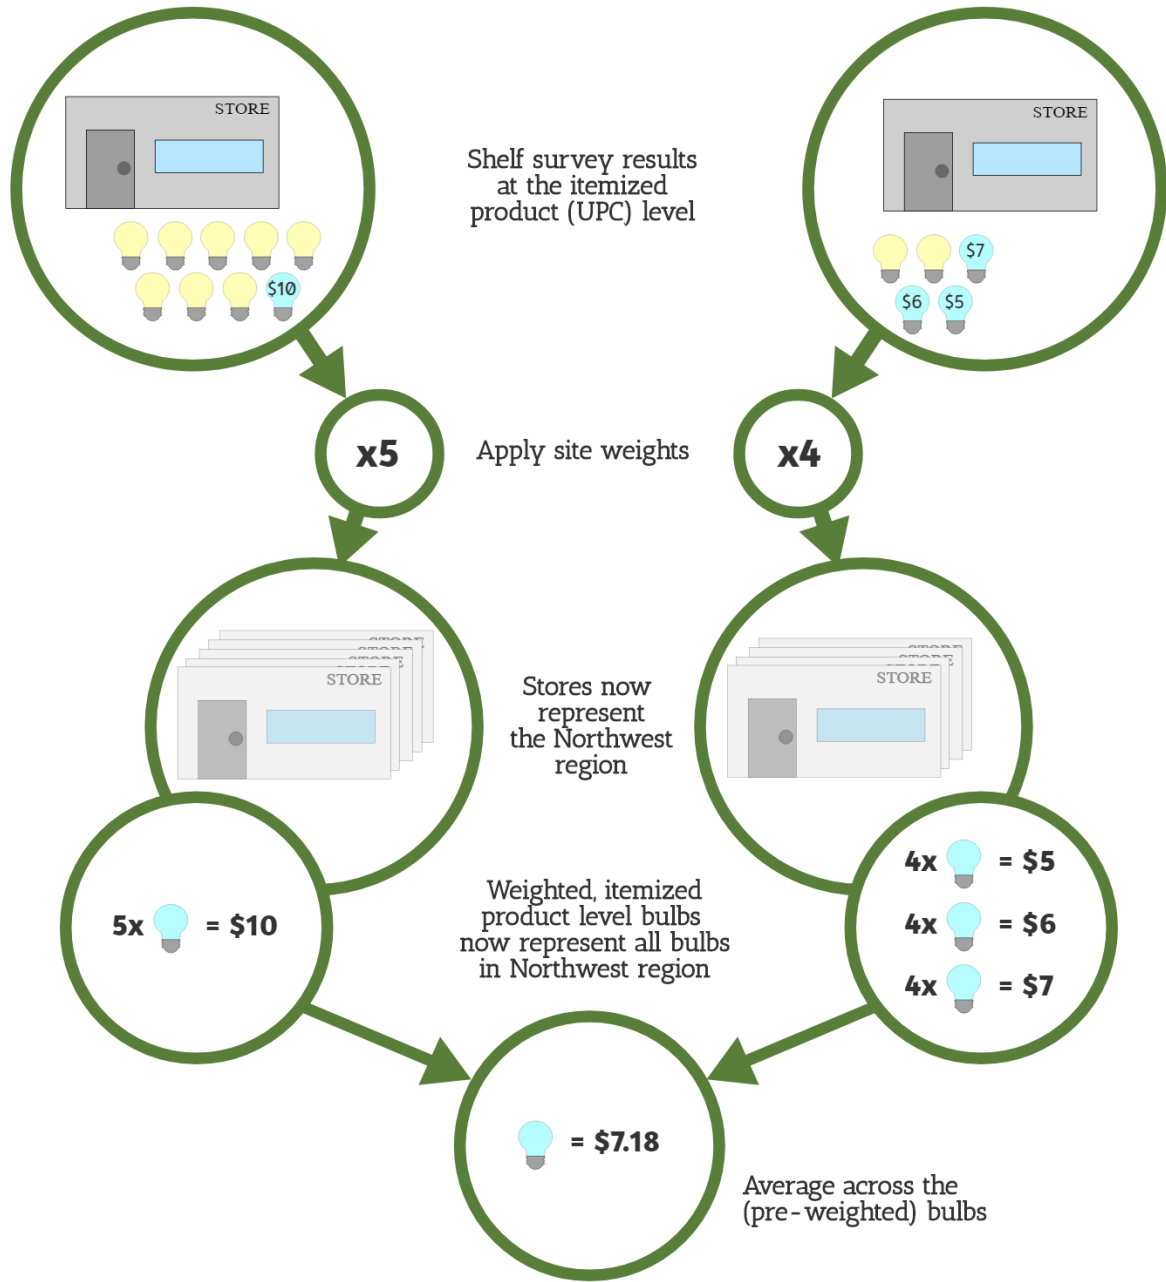 STORE
STORE
Shelf survey results
at the itemized
product (UPC) level
$10
$7
$6 $5
x5
Apply site weights
x4
STORE
STORE
STORE
STORE
Stores now
represent
the Northwest
region
5x = $10
Weighted, itemized
product level bulbs
now represent all bulbs
in Northwest region
4x = $5
4x = $6
4x = $7
= $7.18
Average across the
(pre-weighted) bulbs